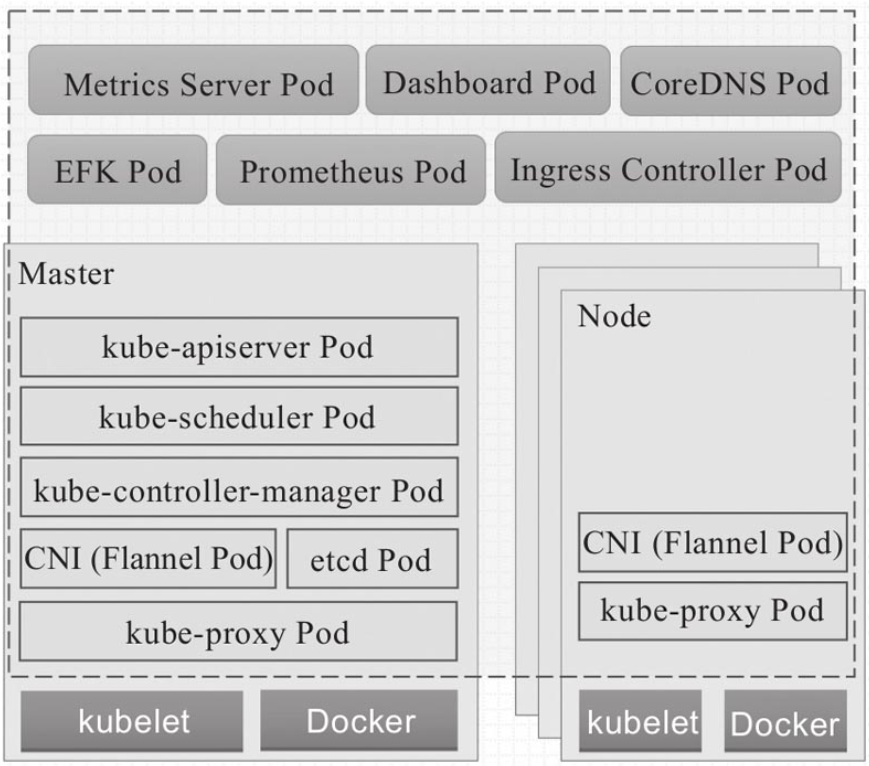 Metrics Server Pod
Dashboard Pod
CoreDNS Pod
EFK Pod
Prometheus Pod
Ingress Controller Pod
Master
kube-apiserver Pod
kube-scheduler Pod
kube-controller-manager Pod
CNI (Flannel Pod)
etcd Pod
kube-proxy Pod
kubelet
Docker
Node
CNI (Flannel Pod)
kube-proxy Pod
kubelet
Docker